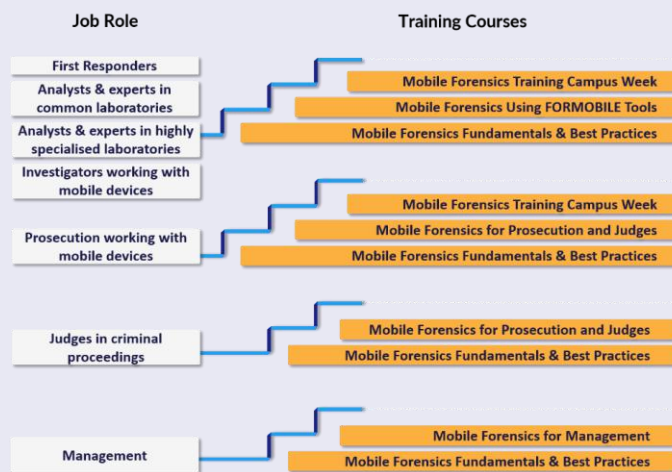 Job Role
Training Courses
First Responders
Analysts & experts in
common laboratories
Analysts & experts in highly
specialised laboratories
Investigators working with
mobile devices
Mobile Forensics Training Campus Week
Mobile Forensics Using FORMOBILE Tools
Mobile Forensics Fundamentals & Best Practices
Prosecution working with
mobile devices
Mobile Forensics Training Campus Week
Mobile Forensics for Prosecution and Judges
Mobile Forensics Fundamentals & Best Practices
Judges in criminal
proceedings
Mobile Forensics for Prosecution and Judges
Mobile Forensics Fundamentals & Best Practices
Management
Mobile Forensics for Management
Mobile Forensics Fundamentals & Best Practices